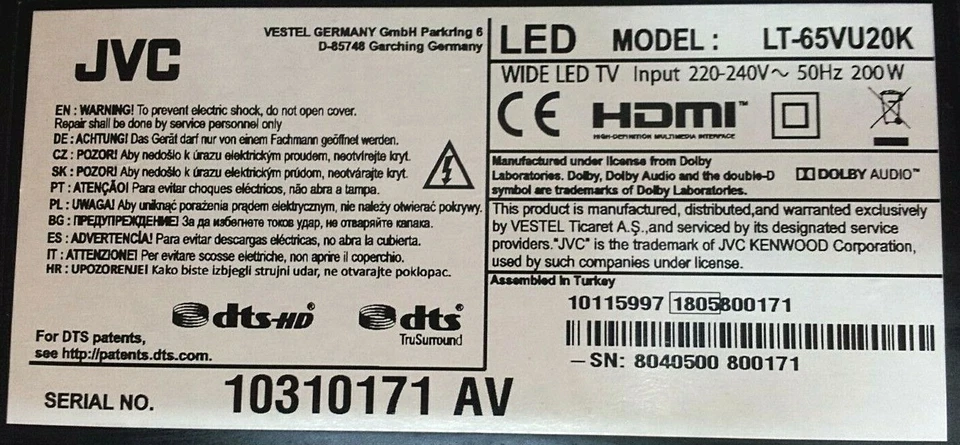 JVC
VESTEL GERMANY GmbH Parkring 6
D-85748 Garching Germany
EN : WARNING! To prevent electric shock, do not open cover.
Repair shall be done by service personnel only
DE : ACHTUNG! Das Gerät darf nur von einem Fachmann geöffnet werden.
CZ : POZOR! Aby nedošlo k úrazu elektrickým proudem, neotvírejte kryt.
SK : POZOR! Aby nedošlo k úrazu elektrickým prúdom, neotvárajte kryt.
PT : ATENÇÃO! Para evitar choques eléctricos, não abra a tampa.
PL : UWAGA! Aby uniknąć porażenia prądem elektrycznym, nie należy otwierać pokrywy.
BG : ПРЕДУПРЕЖДЕНИЕ! За да избегнете токов удар, не отваряйте капака.
ES : ADVERTENCÍA! Para evitar descargas eléctricas, no abra la cubierta.
IT : ATTENZIONE! Per evitare scosse elettriche, non aprire il coperchio.
HR : UPOZORENJE! Kako biste izbjegli strujni udar, ne otvarajte poklopac.
dts-HD®
dts®
TruSurround
For DTS patents,
see http://patents.dts.com.
LED MODEL : LT-65VU20K
WIDE LED TV Input 220-240V~ 50Hz 200W
CE HDMI™
HIGH-DEFINITION MULTIMEDIA INTERFACE
Manufactured under license from Dolby
Laboratories. Dolby, Dolby Audio and the double-D
symbol are trademarks of Dolby Laboratories.
DOLBY AUDIO™
This product is manufactured, distributed,and warranted exclusively
by VESTEL Ticaret A.Ş.,and serviced by its designated service
providers."JVC" is the trademark of JVC KENWOOD Corporation,
used by such companies under license.
Assembled in Turkey
10115997 1805800171
-SN: 8040500 800171
SERIAL NO. 10310171 AV